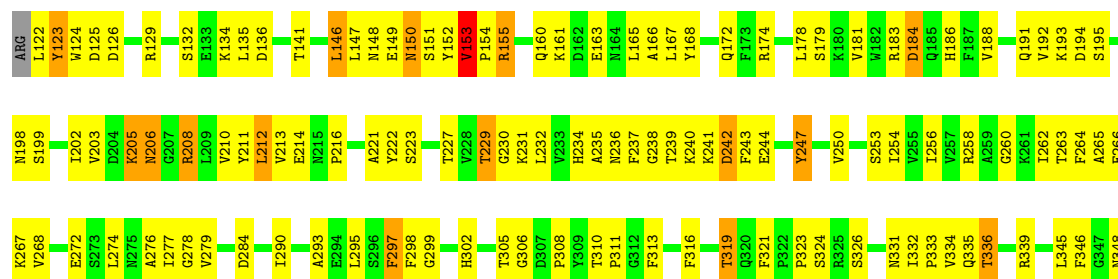 ARG L122 Y123 W124 D125 D126 R129 S132 E133 K134 L135 D136 T141 L146 L147 N148 E149 N150 S151 Y152 V153 P154 R155 Q160 K161 D162 E163 N164 L165 A166 L167 Y168 Q172 F173 R174 L178 S179 K180 V181 W182 R183 D184 Q185 H186 F187 V188 Q191 V192 K193 D194 S195
N198 S199 I202 V203 D204 K205 N206 G207 R208 L209 V210 Y211 L212 V213 E214 N215 P216 A221 Y222 S223 T227 V228 T229 G230 K231 L232 V233 H234 A235 N236 F237 G238 T239 K240 K241 D242 F243 E244 Y247 V250 S253 I254 V255 I256 V257 R258 A259 G260 K261 I262 T263 F264 A265 E266
K267 V268 E272 S273 L274 N275 A276 I277 G278 V279 D284 I290 A293 E294 L295 S296 F297 F298 G299 H302 T305 G306 D307 P308 Y309 T310 P311 G312 F313 F316 T319 Q320 F321 P322 P323 S324 R325 S326 N331 I332 P333 V334 Q335 T336 R339 L345 F346 G347